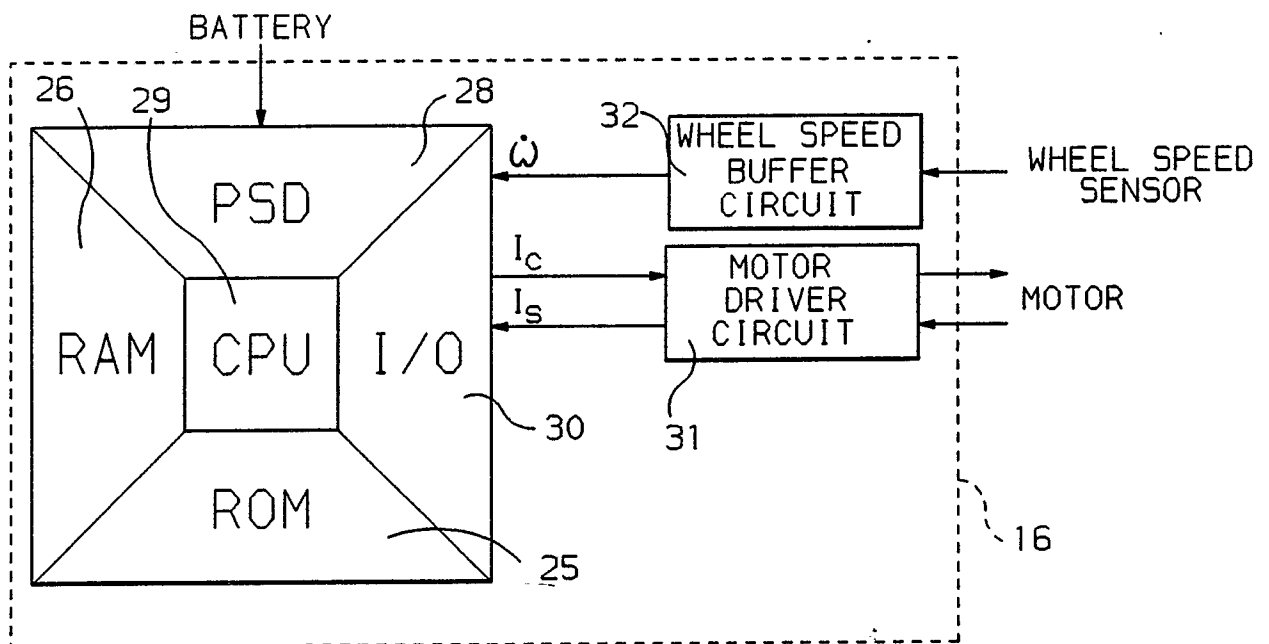 BATTERY
26
29
28
32
WHEEL SPEED
BUFFER
CIRCUIT
WHEEL SPEED
SENSOR
ω̇
PSD
I_C
I_S
MOTOR
DRIVER
CIRCUIT
MOTOR
RAM
CPU
I/O
30
31
ROM
25
16